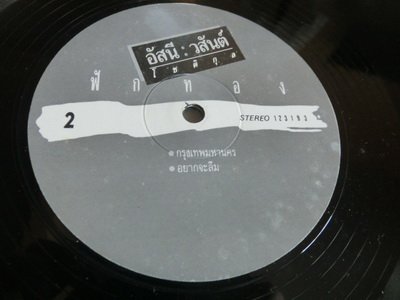 อัสนี : วสันต์
โชติกุล
ฟักทอง
2
STEREO 123183
กรุงเทพมหานคร
อยากจะลืม